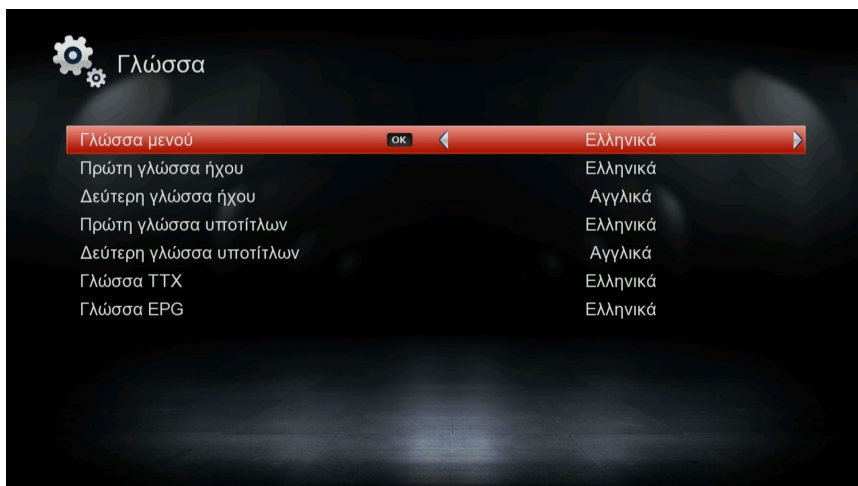 Γλώσσα
Γλώσσα μενού OK Ελληνικά
Πρώτη γλώσσα ήχου Ελληνικά
Δεύτερη γλώσσα ήχου Αγγλικά
Πρώτη γλώσσα υποτίτλων Ελληνικά
Δεύτερη γλώσσα υποτίτλων Αγγλικά
Γλώσσα TTX Ελληνικά
Γλώσσα EPG Ελληνικά